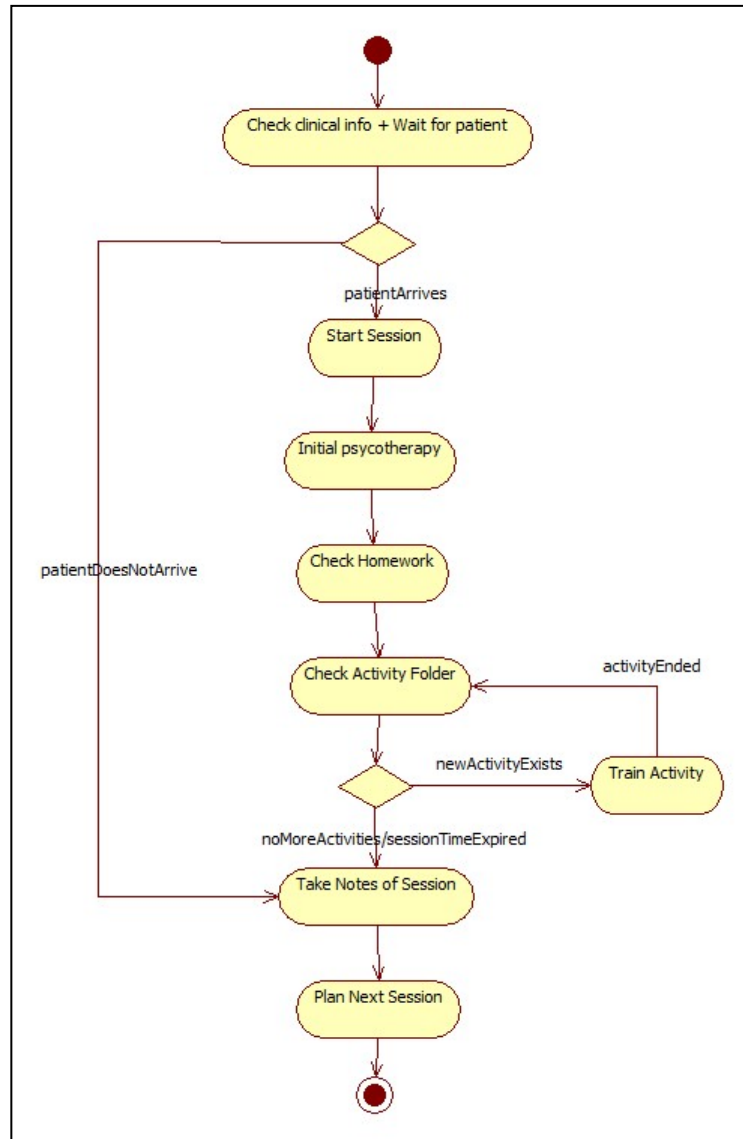 Check clinical info + Wait for patient
patientArrives
Start Session
Initial psycotherapy
patientDoesNotArrive
Check Homework
Check Activity Folder
activityEnded
newActivityExists
Train Activity
noMoreActivities/sessionTimeExpired
Take Notes of Session
Plan Next Session